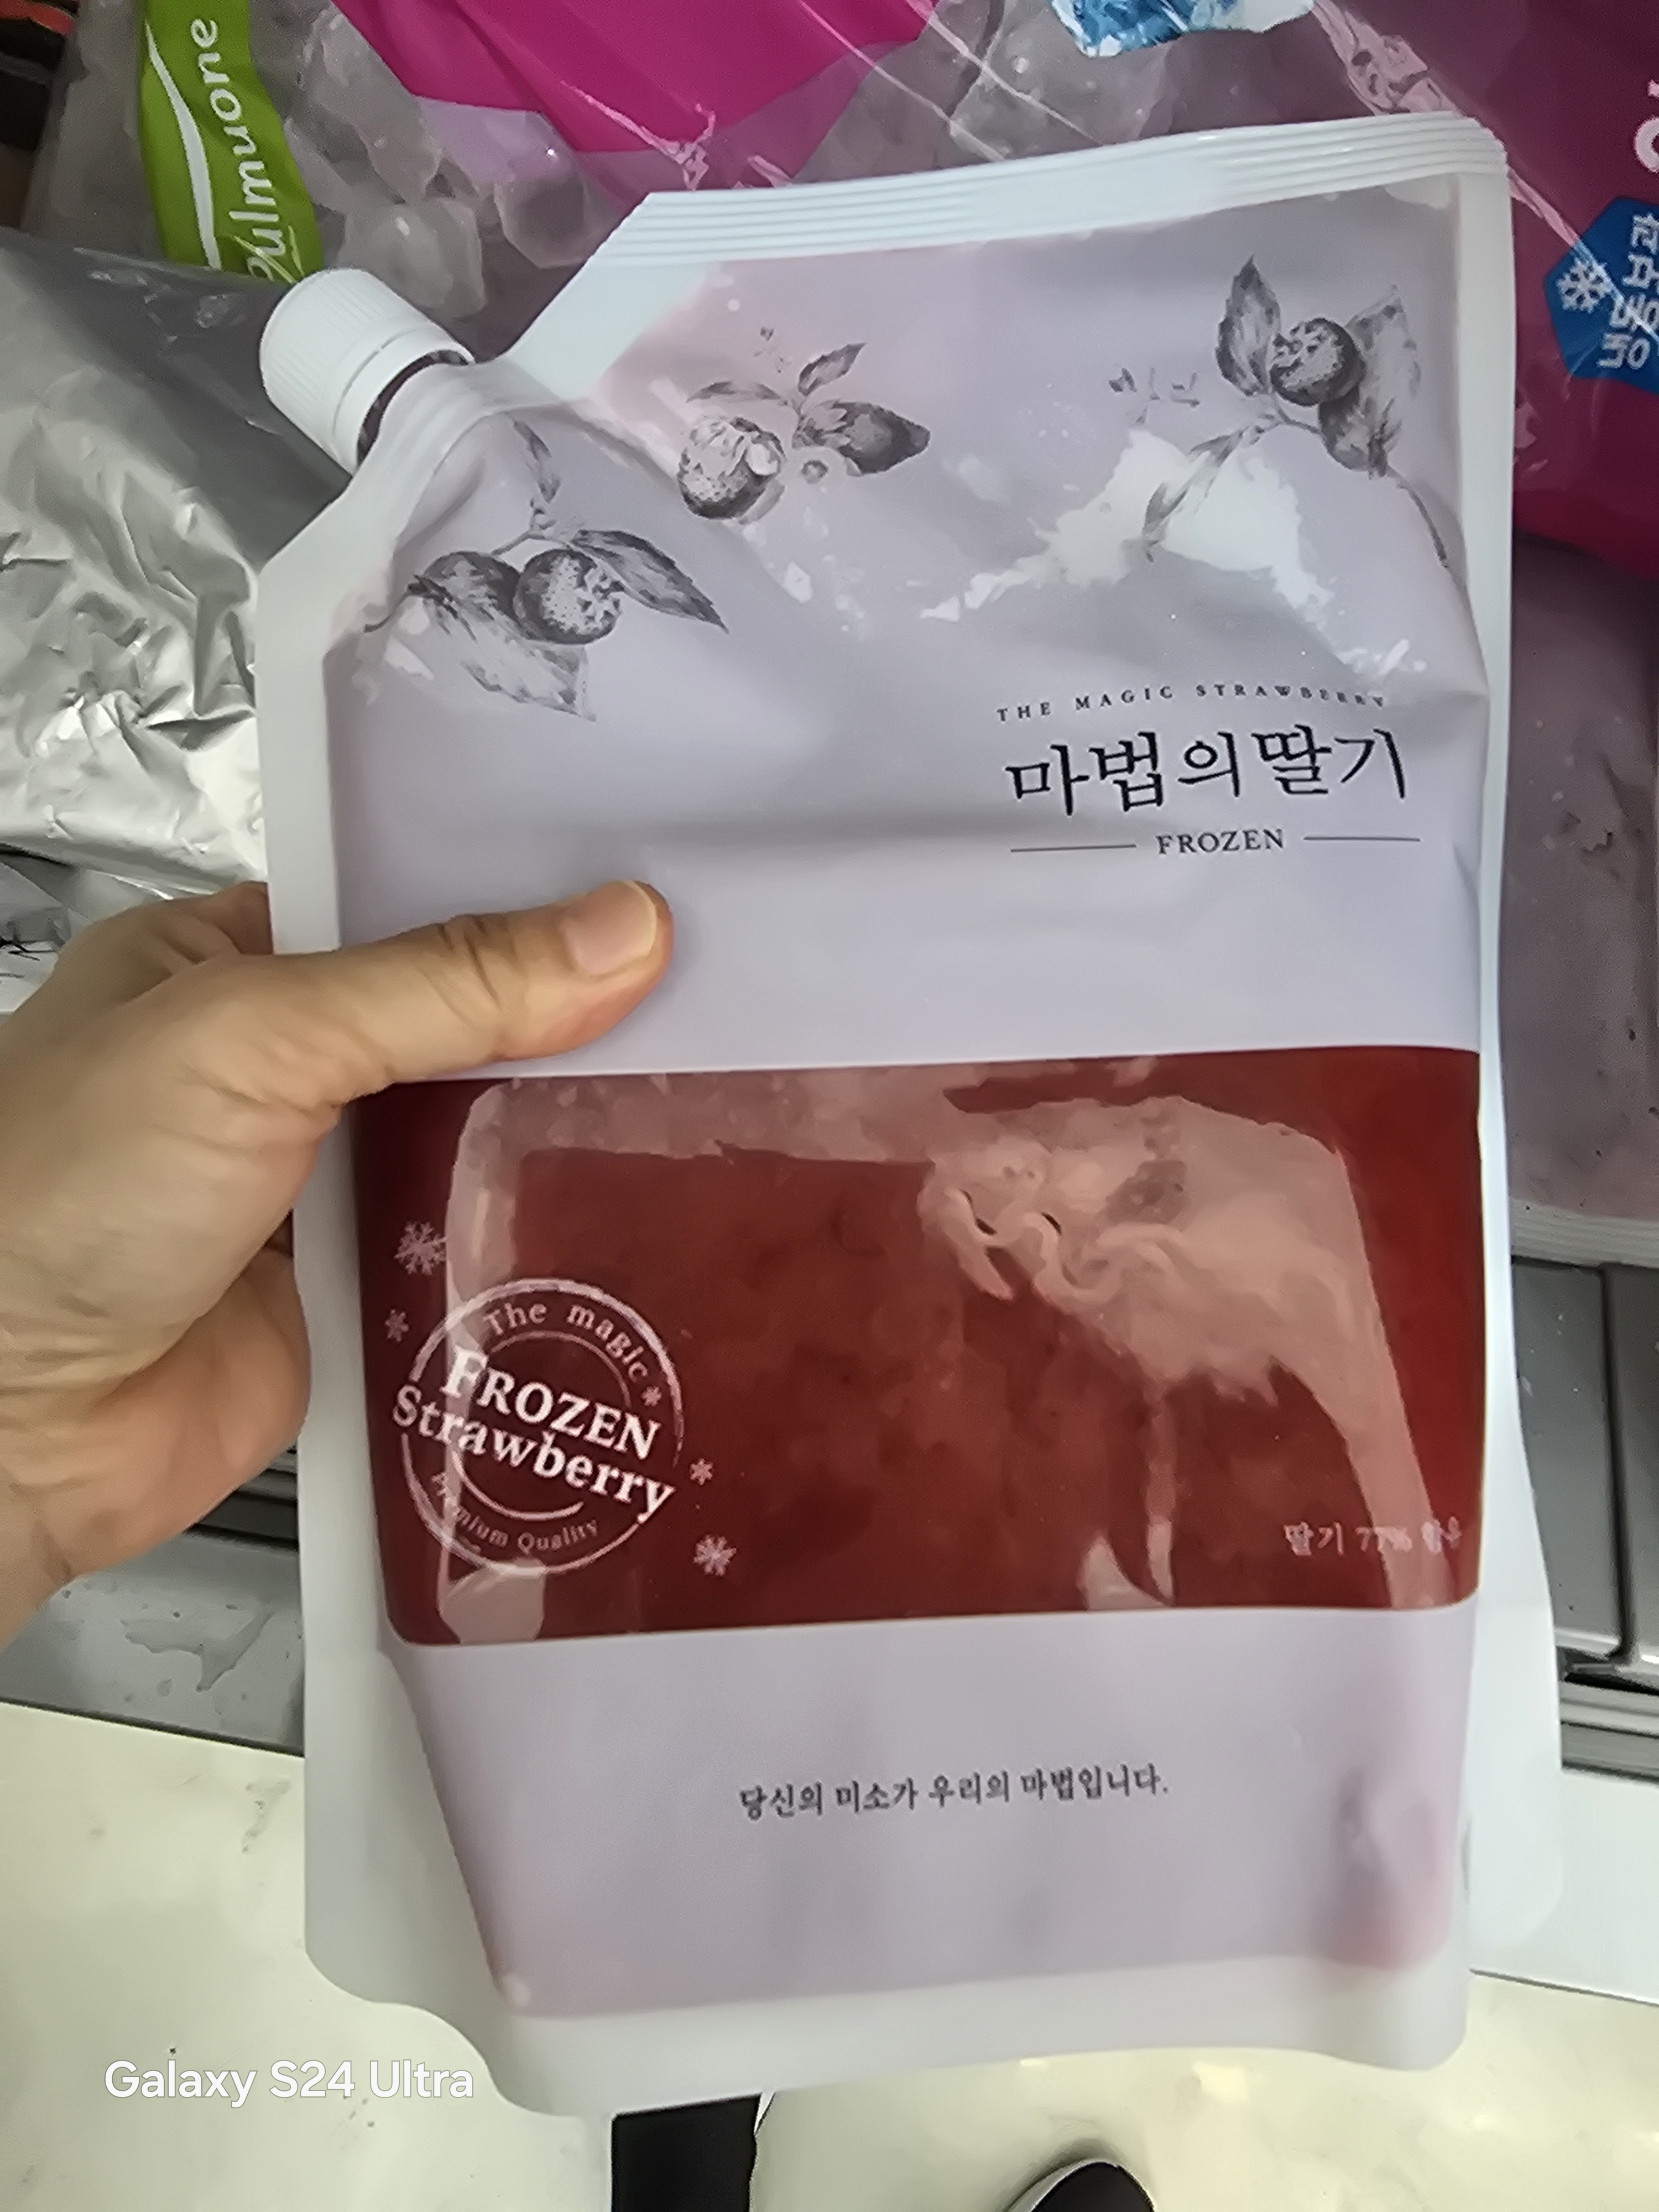 Pulmuone
냉동
THE MAGIC STRAWBERRY
마법의딸기
FROZEN
The magic
FROZEN
Strawberry
Premium Quality
딸기 77% 함유
당신의 미소가 우리의 마법입니다.
Galaxy S24 Ultra